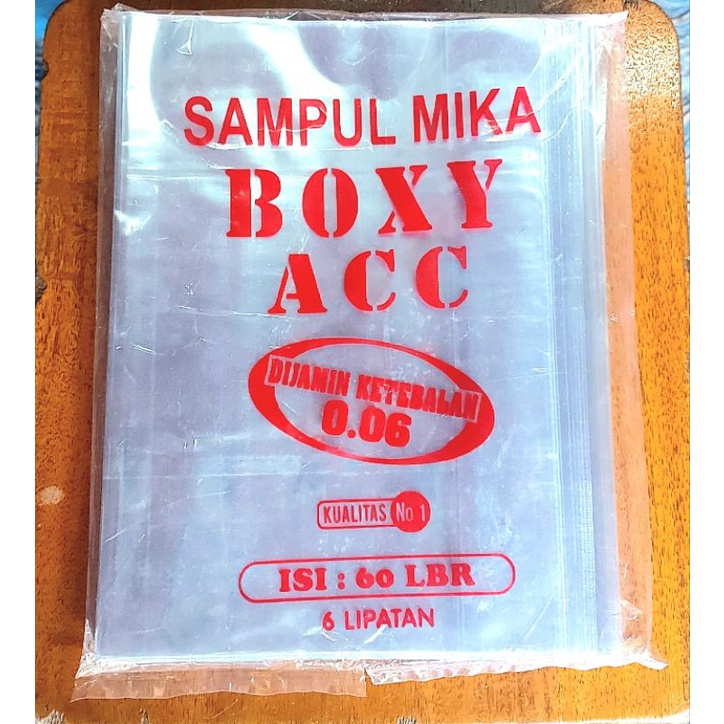 SAMPUL MIKA
BOXY
ACC
DIJAMIN KETEBALAN
0.06
KUALITAS No 1
ISI : 60 LBR
6 LIPATAN